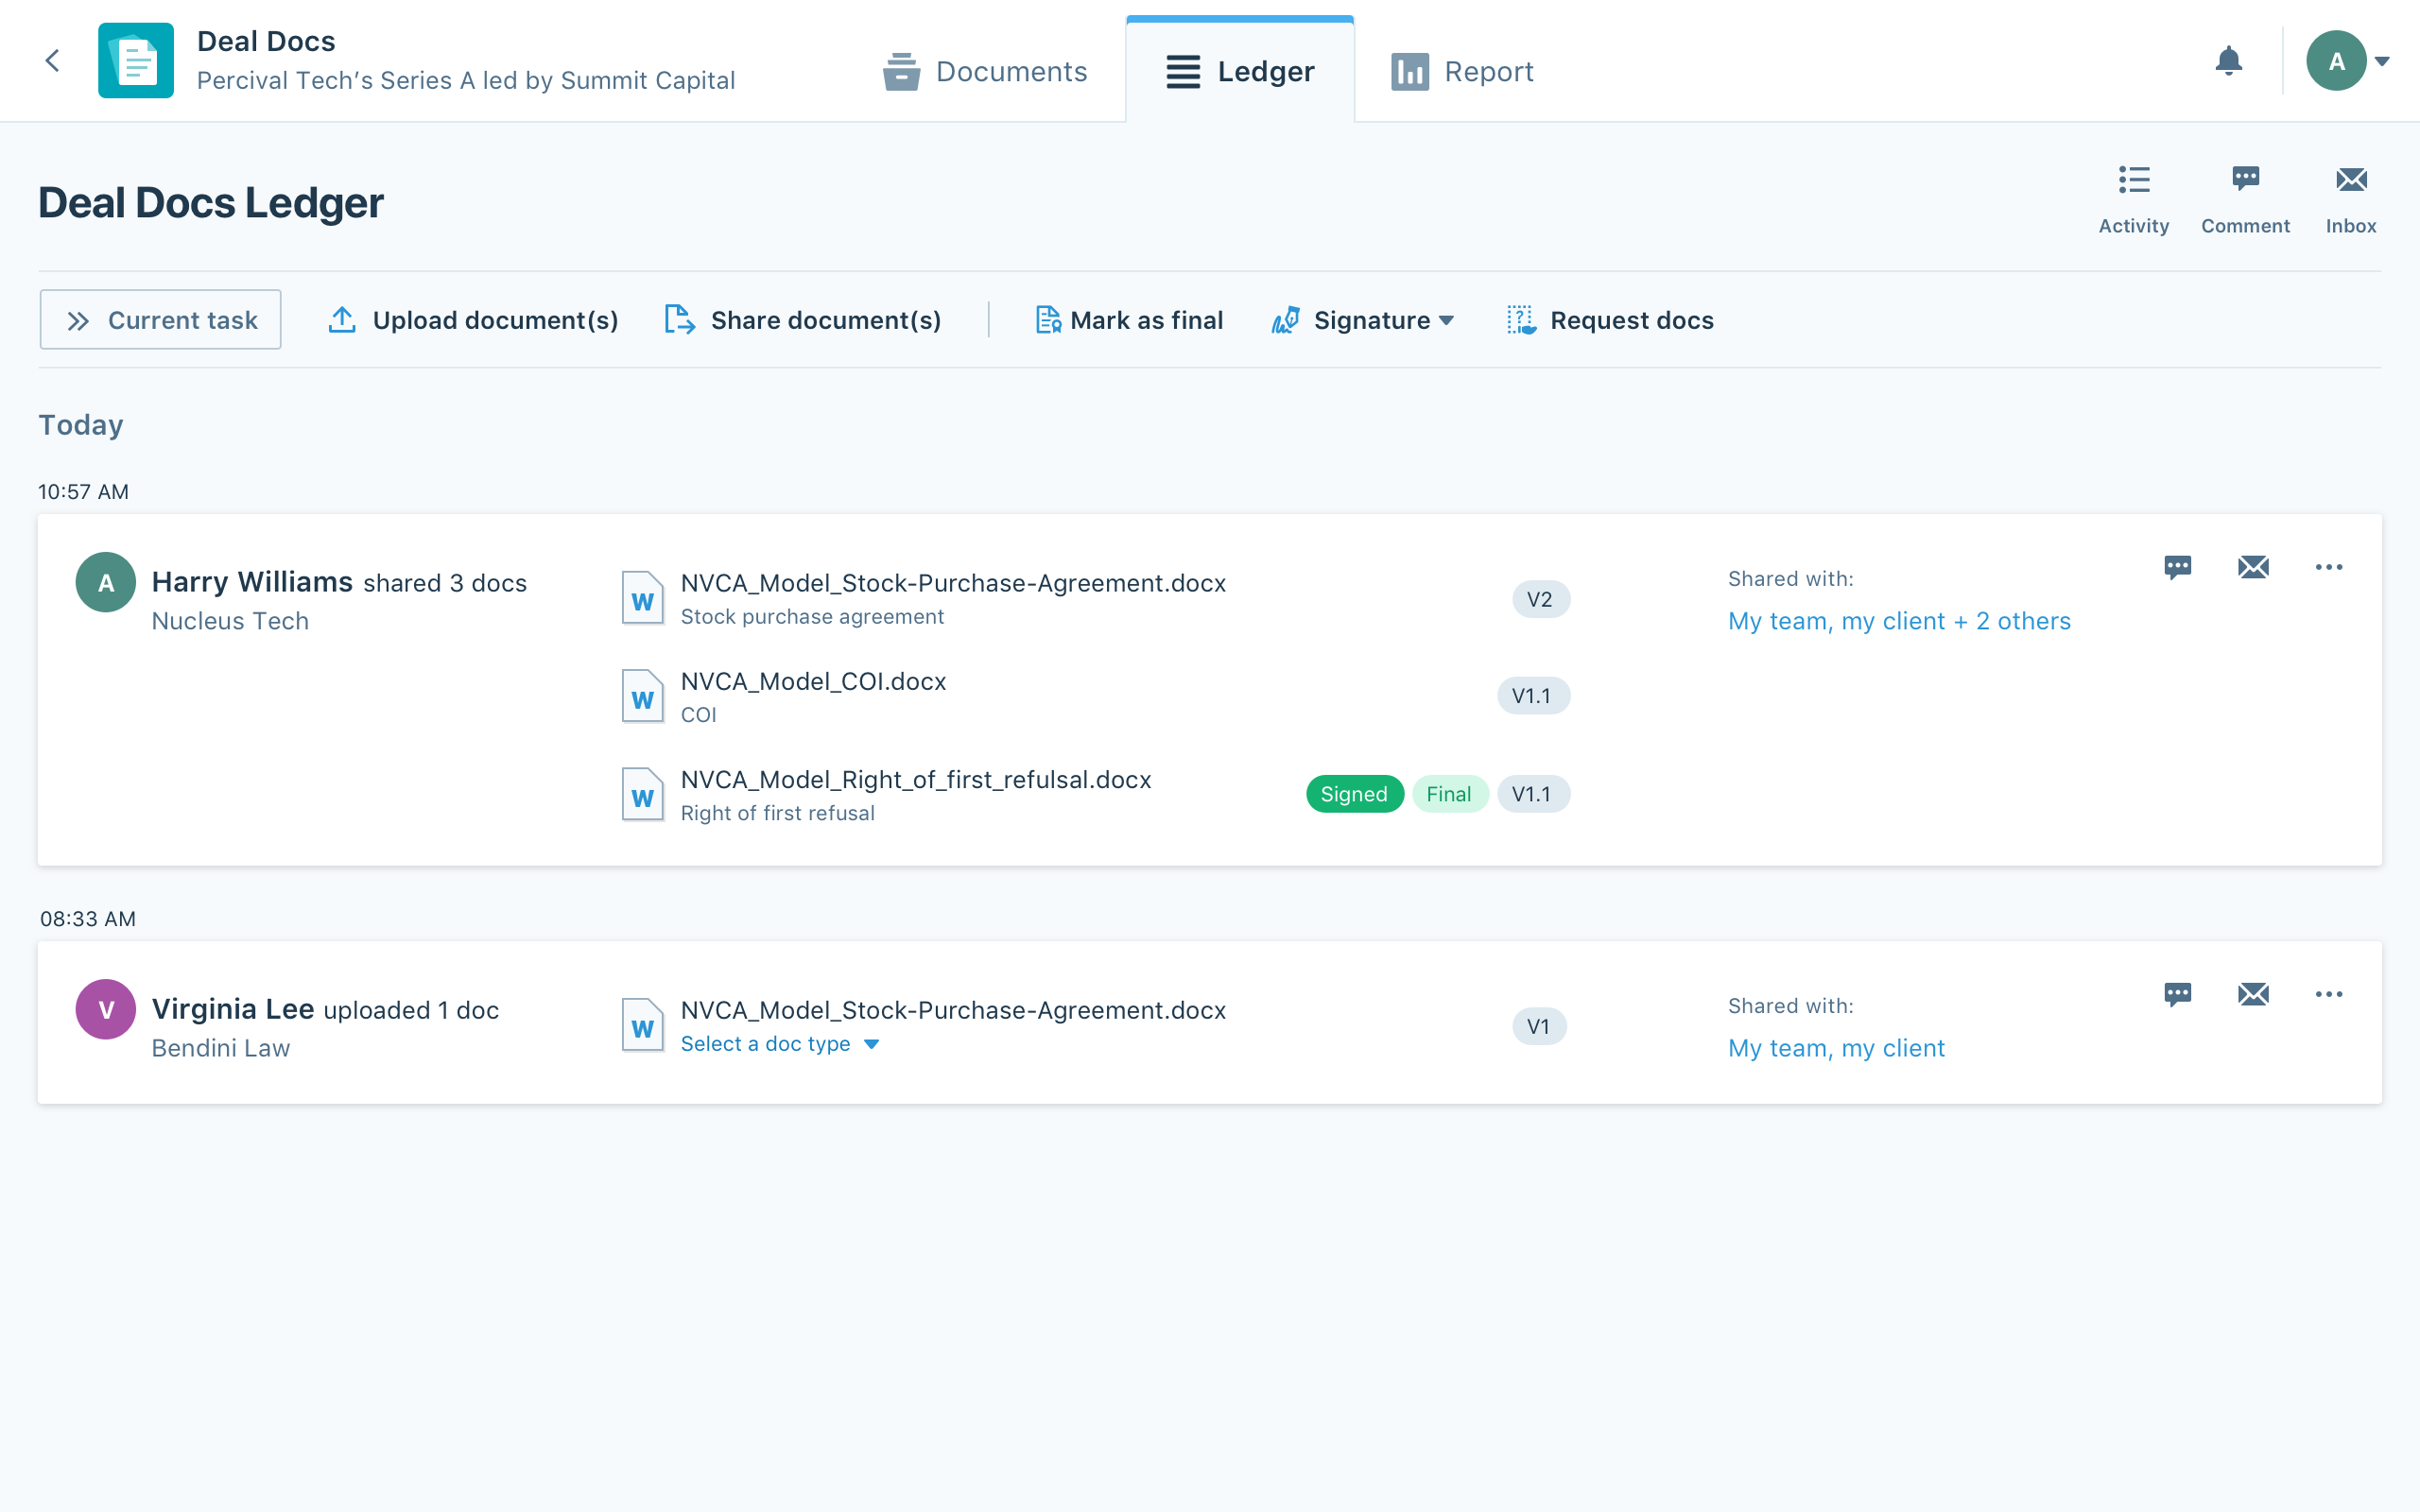 Deal Docs
Percival Tech’s Series A led by Summit Capital
Documents
Ledger
Report
A
Deal Docs Ledger
Activity
Comment
Inbox
Current task
Upload document(s)
Share document(s)
Mark as final
Signature
Request docs
Today
10:57 AM
A
Harry Williams shared 3 docs
Nucleus Tech
W
NVCA_Model_Stock-Purchase-Agreement.docx
Stock purchase agreement
V2
W
NVCA_Model_COI.docx
COI
V1.1
W
NVCA_Model_Right_of_first_refulsal.docx
Right of first refusal
Signed
Final
V1.1
Shared with:
My team, my client + 2 others
08:33 AM
V
Virginia Lee uploaded 1 doc
Bendini Law
W
NVCA_Model_Stock-Purchase-Agreement.docx
Select a doc type
V1
Shared with:
My team, my client